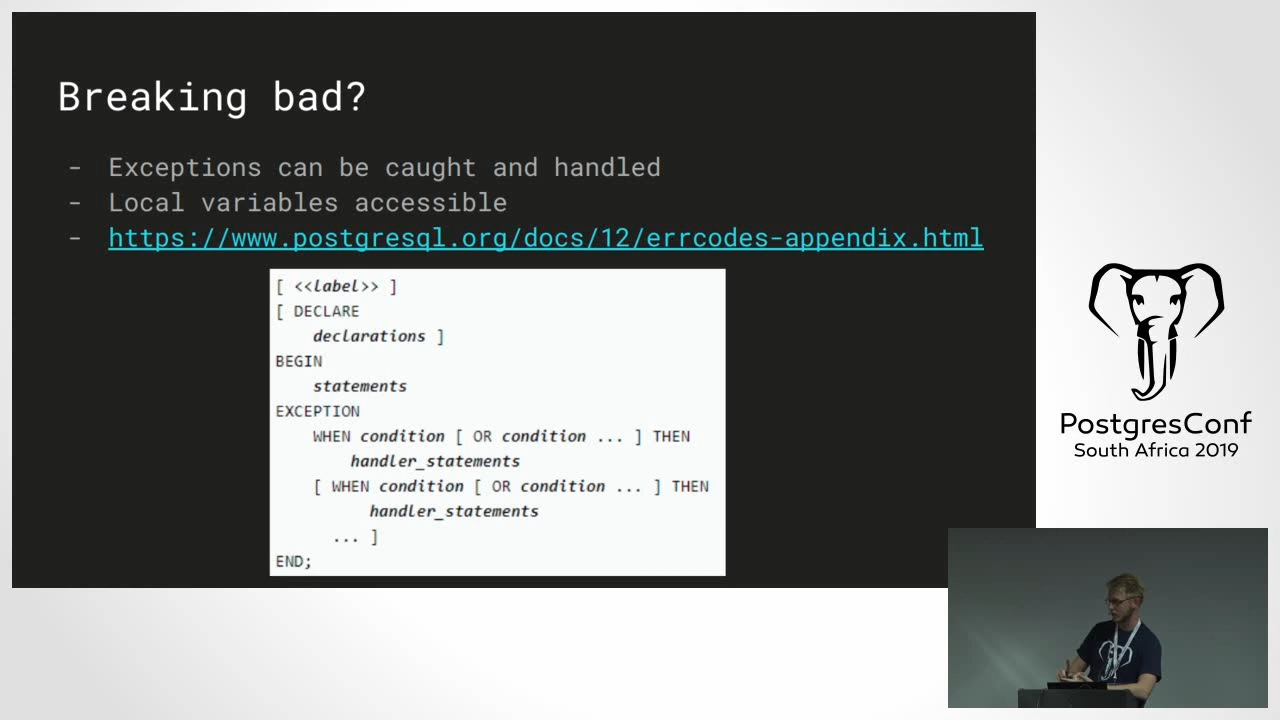 Breaking bad?
- Exceptions can be caught and handled
- Local variables accessible
- https://www.postgresql.org/docs/12/errcodes-appendix.html
[ <<label>> ]
[ DECLARE
declarations ]
BEGIN
statements
EXCEPTION
WHEN condition [ OR condition ... ] THEN
handler_statements
[ WHEN condition [ OR condition ... ] THEN
handler_statements
... ]
END;
PostgresConf
South Africa 2019